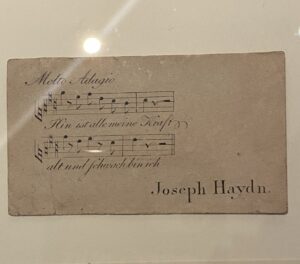 Molto Adagio
Hin ist alle meine Kraft
alt und schwach bin ich
Joseph Haydn.